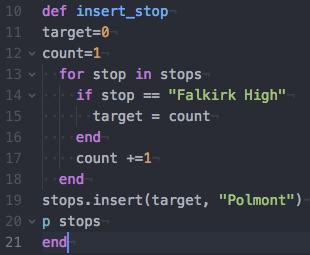 10 def insert_stop¬
11 target=0¬
12 count=1¬
13 for stop in stops¬
14 if stop == "Falkirk High"¬
15 target = count¬
16 end¬
17 count +=1¬
18 end¬
19 stops.insert(target, "Polmont")¬
20 p stops¬
21 end¬